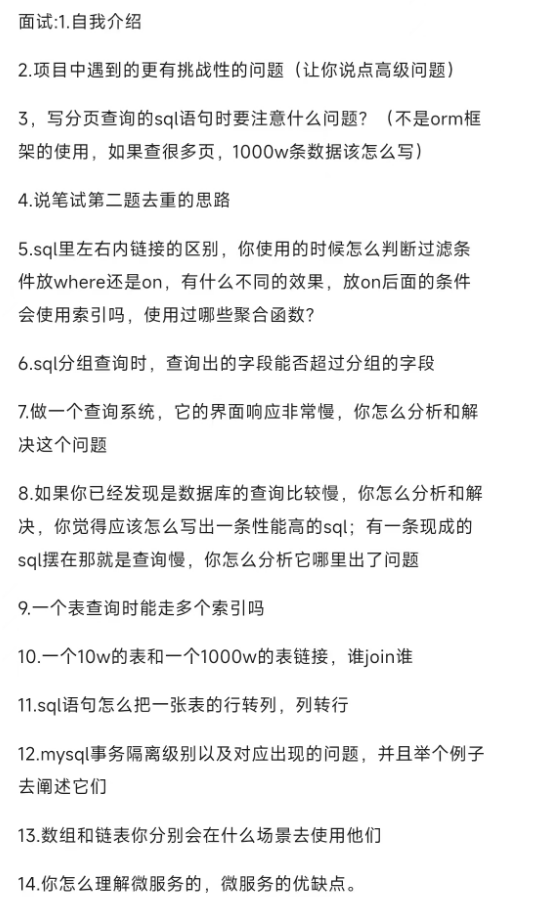 面试:1.自我介绍
2.项目中遇到的更有挑战性的问题（让你说点高级问题）
3，写分页查询的sql语句时要注意什么问题？（不是orm框
架的使用，如果查很多页，1000w条数据该怎么写）
4.说笔试第二题去重的思路
5.sql里左右内链接的区别，你使用的时候怎么判断过滤条
件放where还是on，有什么不同的效果，放on后面的条件
会使用索引吗，使用过哪些聚合函数？
6.sql分组查询时，查询出的字段能否超过分组的字段
7.做一个查询系统，它的界面响应非常慢，你怎么分析和解
决这个问题
8.如果你已经发现是数据库的查询比较慢，你怎么分析和解
决，你觉得应该怎么写出一条性能高的sql；有一条现成的
sql摆在那就是查询慢，你怎么分析它哪里出了问题
9.一个表查询时能走多个索引吗
10.一个10w的表和一个1000w的表链接，谁join谁
11.sql语句怎么把一张表的行转列，列转行
12.mysql事务隔离级别以及对应出现的问题，并且举个例子
去阐述它们
13.数组和链表你分别会在什么场景去使用他们
14.你怎么理解微服务的，微服务的优缺点。